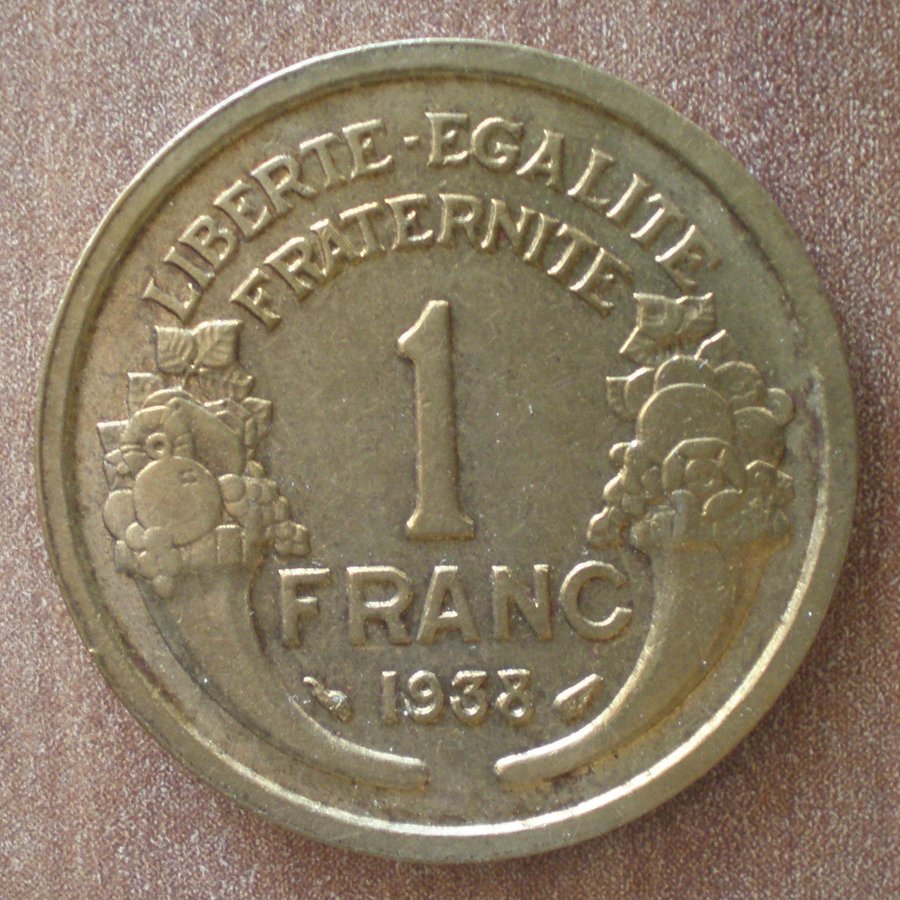 LIBERTE-EGALITE
FRATERNITE
1
FRANC
1938